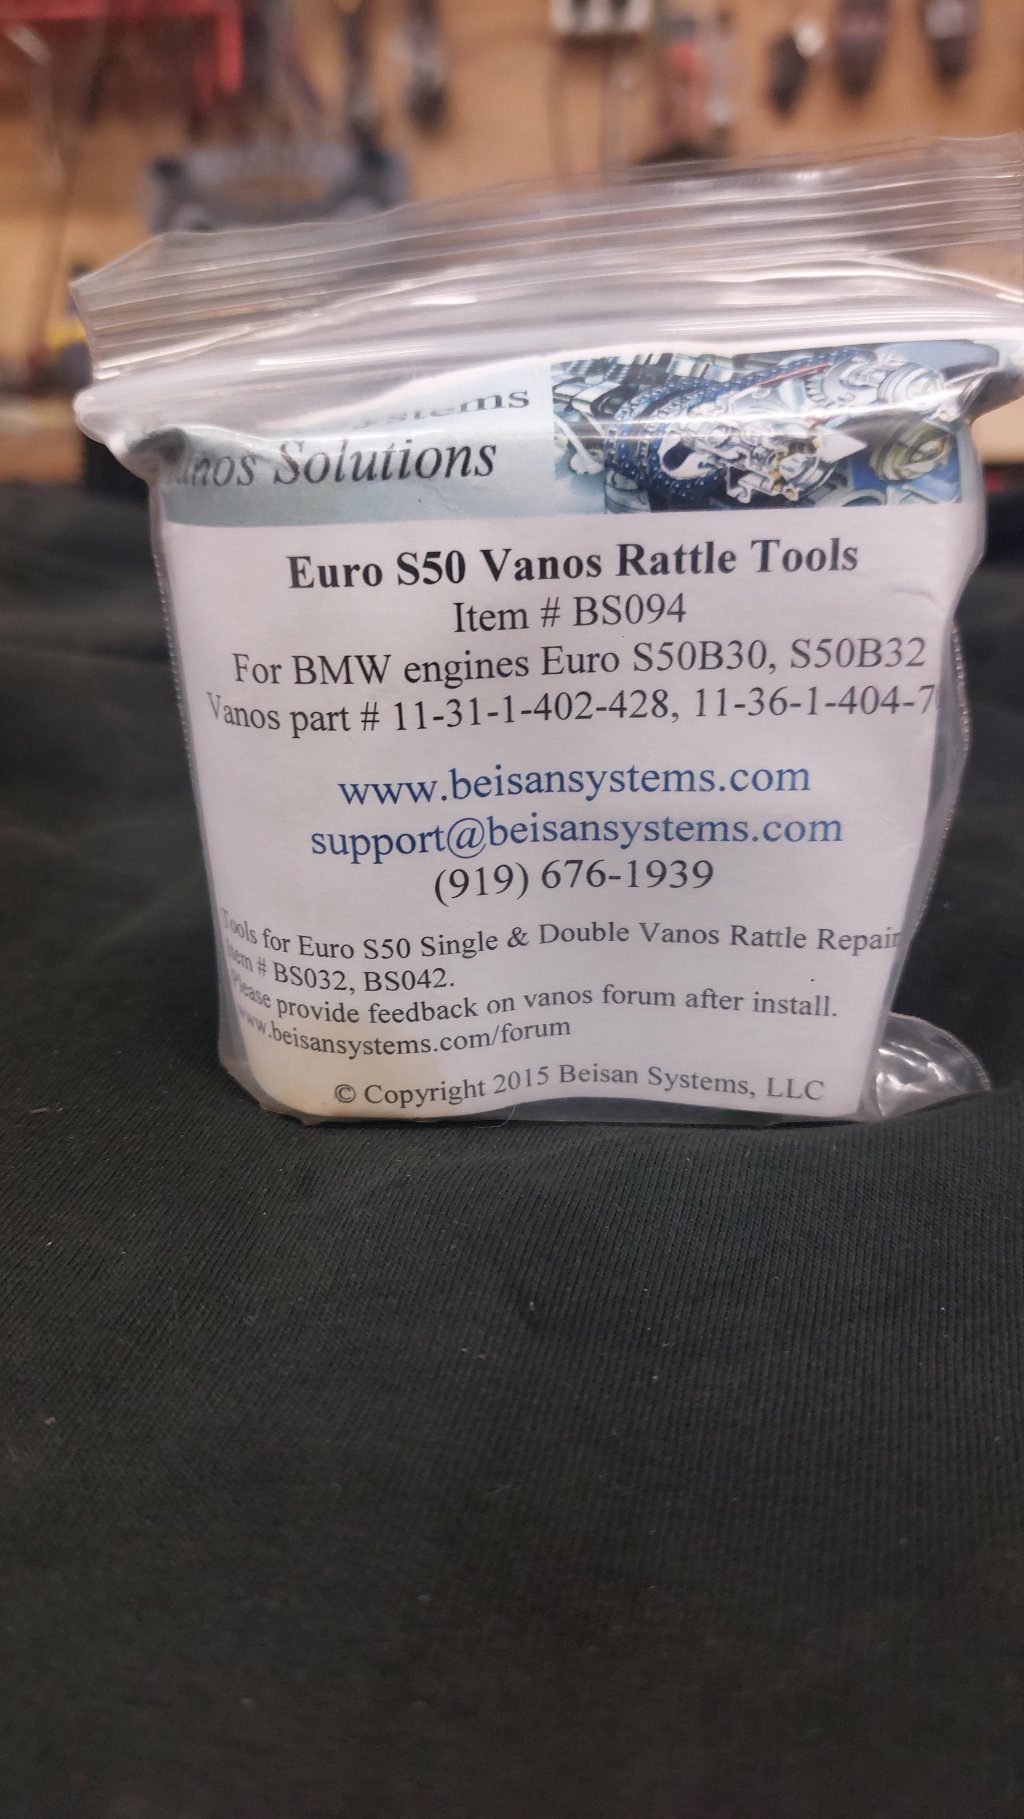 Systems
Vanos Solutions
Euro S50 Vanos Rattle Tools
Item # BS094
For BMW engines Euro S50B30, S50B32
Vanos part # 11-31-1-402-428, 11-36-1-404-7
www.beisansystems.com
support@beisansystems.com
(919) 676-1939
Tools for Euro S50 Single & Double Vanos Rattle Repair
Item # BS032, BS042.
Please provide feedback on vanos forum after install.
www.beisansystems.com/forum
© Copyright 2015 Beisan Systems, LLC